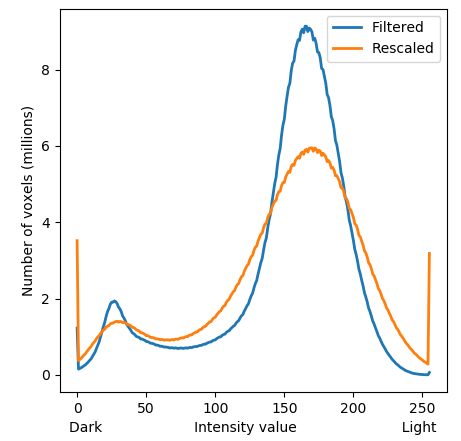 Filtered
Rescaled
Number of voxels (millions)
8
6
4
2
0
0 50 100 150 200 250
Dark Intensity value Light